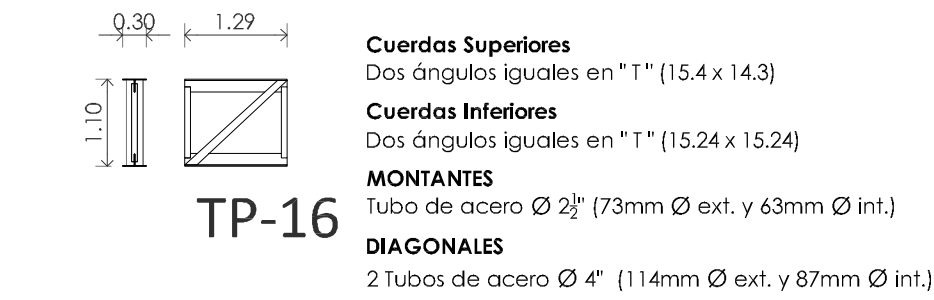 0.30
1.29
1.10
TP-16
Cuerdas Superiores
Dos ángulos iguales en "T" (15.4 x 14.3)
Cuerdas Inferiores
Dos ángulos iguales en "T" (15.24 x 15.24)
MONTANTES
Tubo de acero Ø 2½" (73mm Ø ext. y 63mm Ø int.)
DIAGONALES
2 Tubos de acero Ø 4" (114mm Ø ext. y 87mm Ø int.)